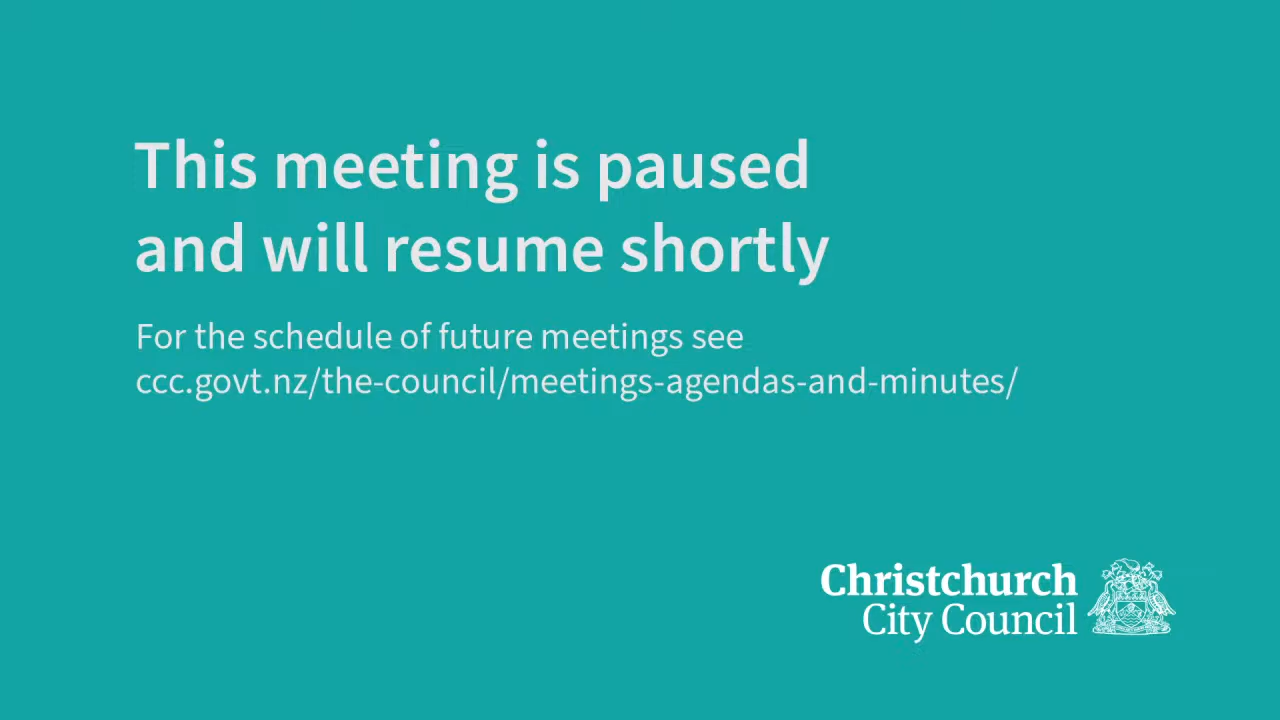 This meeting is paused
and will resume shortly
For the schedule of future meetings see
ccc.govt.nz/the-council/meetings-agendas-and-minutes/
Christchurch
City Council